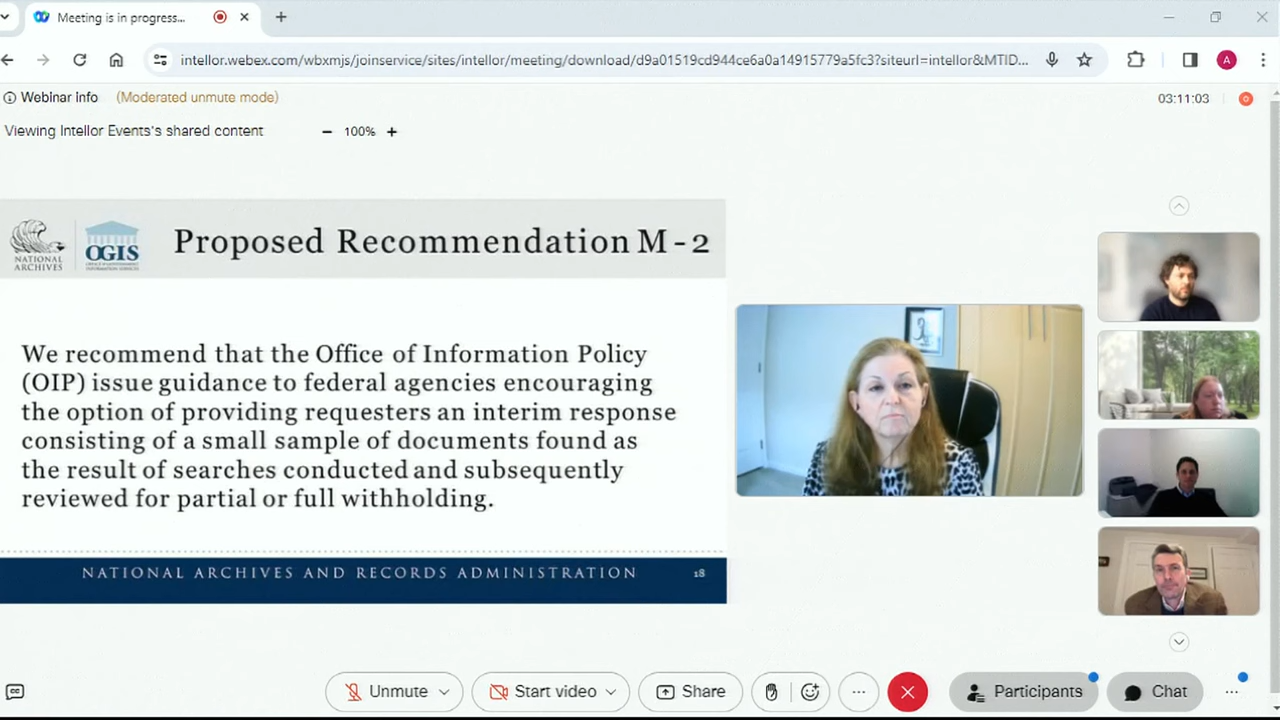 Meeting is in progress...
intellor.webex.com/wbxmjs/joinservice/sites/intellor/meeting/download/d9a01519cd944ce6a0a14915779a5fc3?siteurl=intellor&MTID...
A
Webinar info (Moderated unmute mode)
03:11:03
Viewing Intellor Events's shared content
100%
NATIONAL
ARCHIVES
OGIS
Proposed Recommendation M-2
We recommend that the Office of Information Policy
(OIP) issue guidance to federal agencies encouraging
the option of providing requesters an interim response
consisting of a small sample of documents found as
the result of searches conducted and subsequently
reviewed for partial or full withholding.
NATIONAL ARCHIVES AND RECORDS ADMINISTRATION 18
Unmute
Start video
Share
Participants
Chat